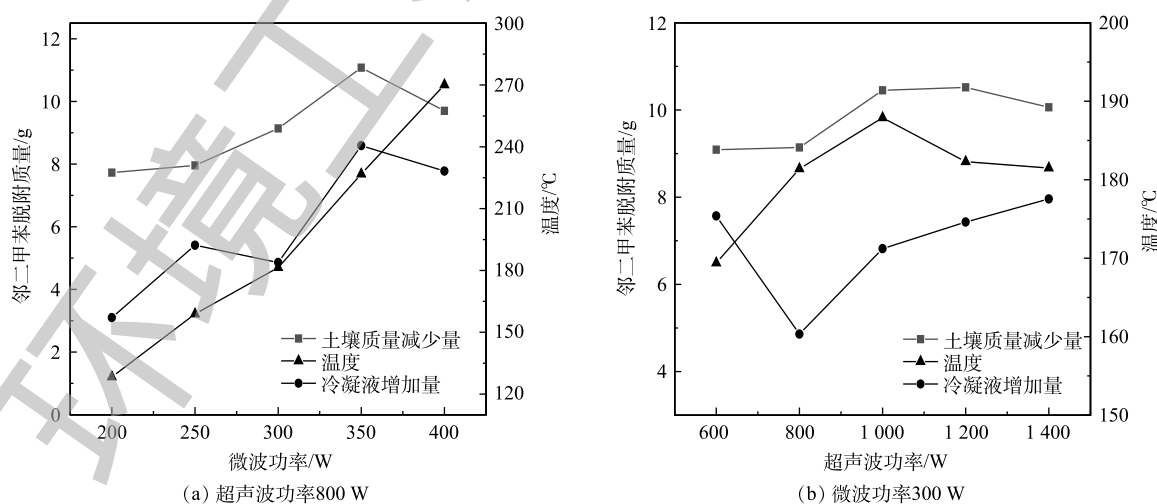 12
10
8
6
4
2
0
邻二甲苯脱附质量/g
300
270
240
210
180
150
120
温度/℃
土壤质量减少量
温度
冷凝液增加量
200 250 300 350 400
微波功率/W
(a) 超声波功率800 W
12
10
8
6
4
邻二甲苯脱附质量/g
200
190
180
170
160
150
温度/℃
土壤质量减少量
温度
冷凝液增加量
600 800 1 000 1 200 1 400
超声波功率/W
(b) 微波功率300 W
环境工